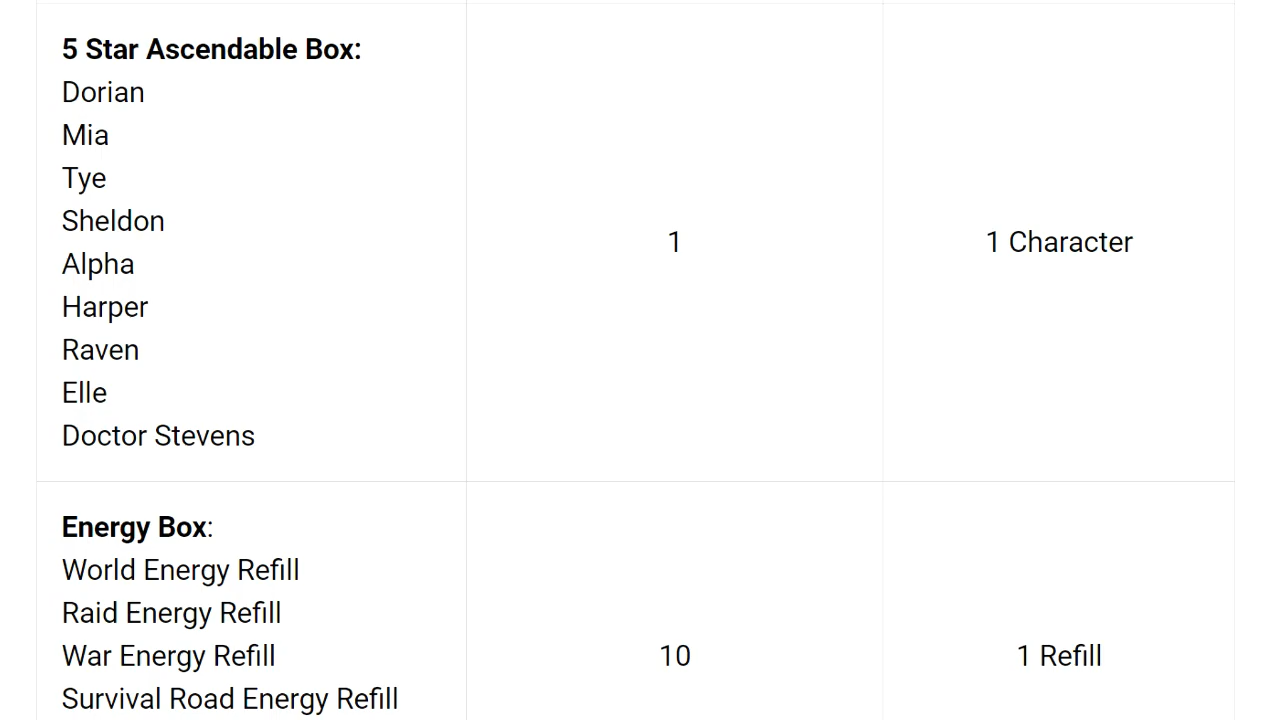 5 Star Ascendable Box:
Dorian
Mia
Tye
Sheldon
Alpha
Harper
Raven
Elle
Doctor Stevens
1
1 Character
Energy Box:
World Energy Refill
Raid Energy Refill
War Energy Refill
Survival Road Energy Refill
10
1 Refill